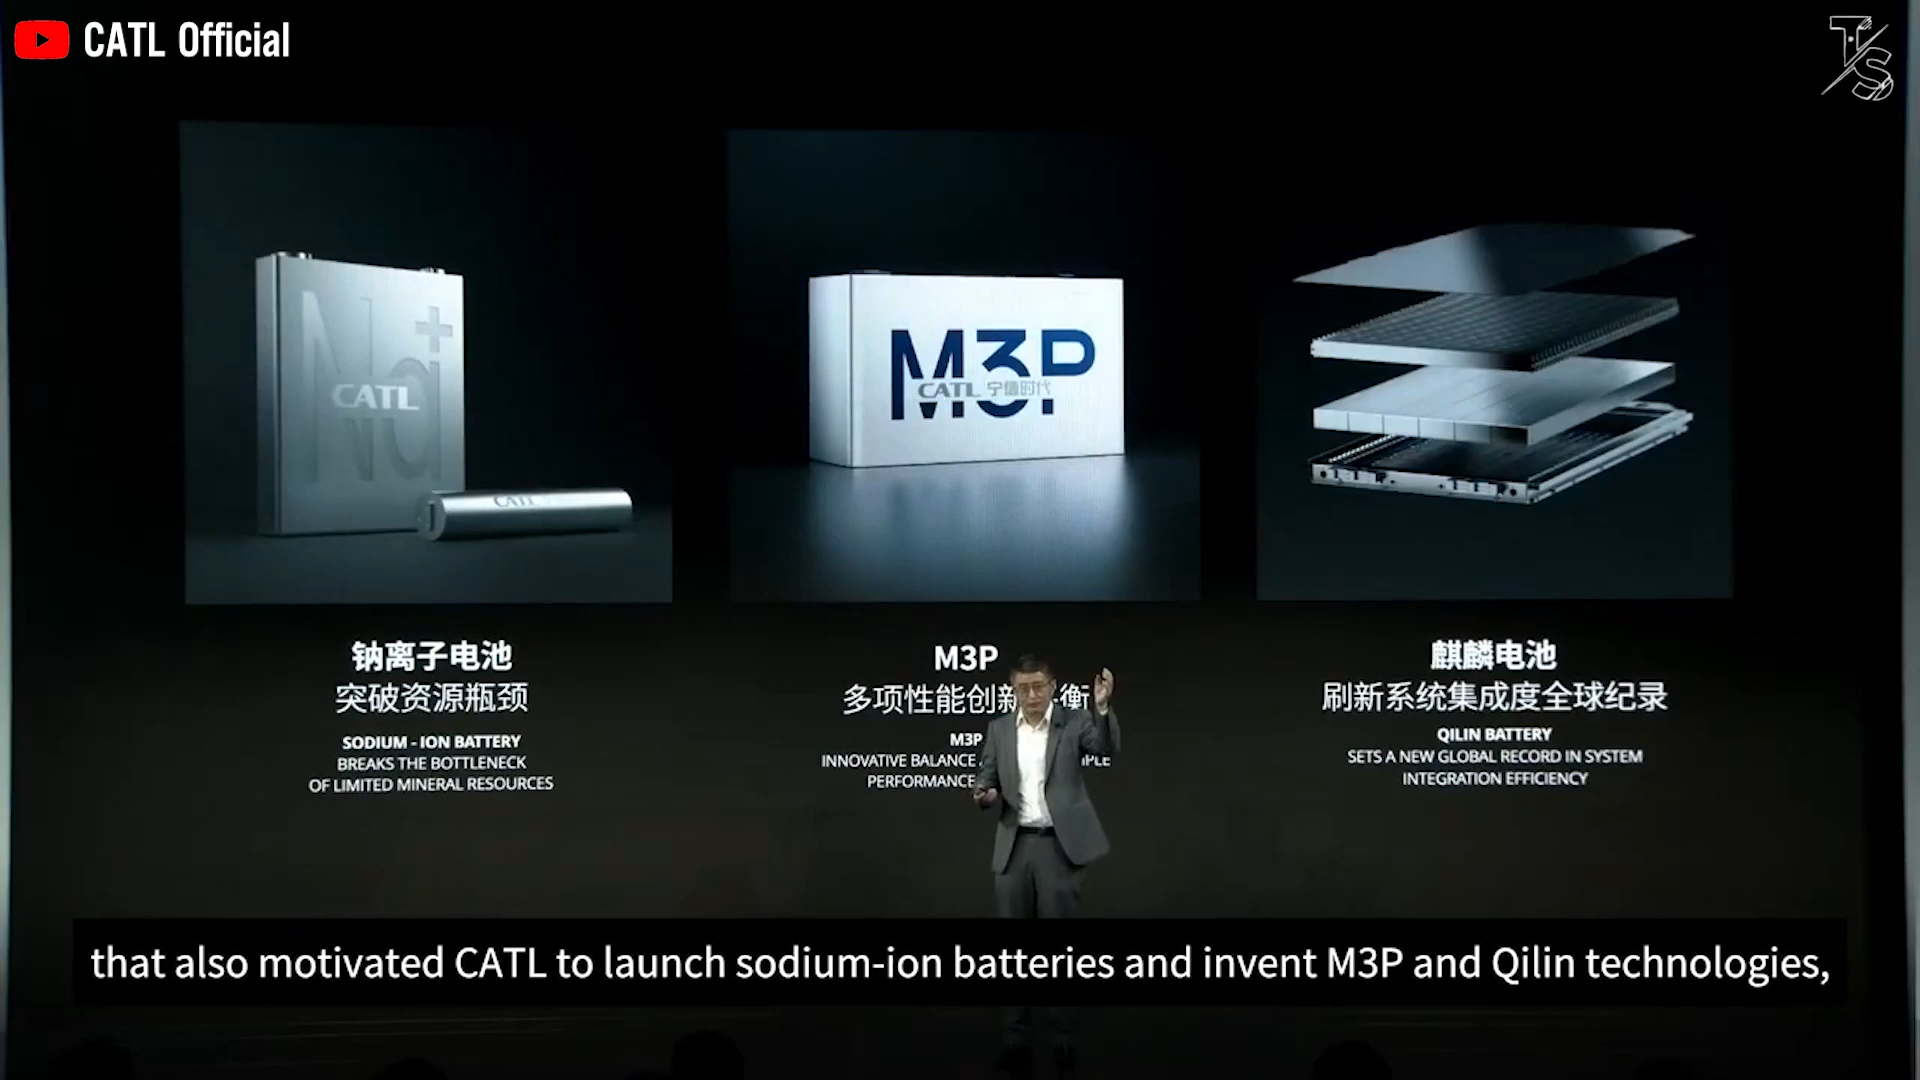 CATL Official
TS
Na+
CATL
CATL
M3P
CATL 宁德时代
钠离子电池
突破资源瓶颈
SODIUM - ION BATTERY
BREAKS THE BOTTLENECK
OF LIMITED MINERAL RESOURCES
M3P
多项性能创新 衡
M3P
INNOVATIVE BALANCE
PERFORMANCE
麒麟电池
刷新系统集成度全球纪录
QILIN BATTERY
SETS A NEW GLOBAL RECORD IN SYSTEM
INTEGRATION EFFICIENCY
that also motivated CATL to launch sodium-ion batteries and invent M3P and Qilin technologies,